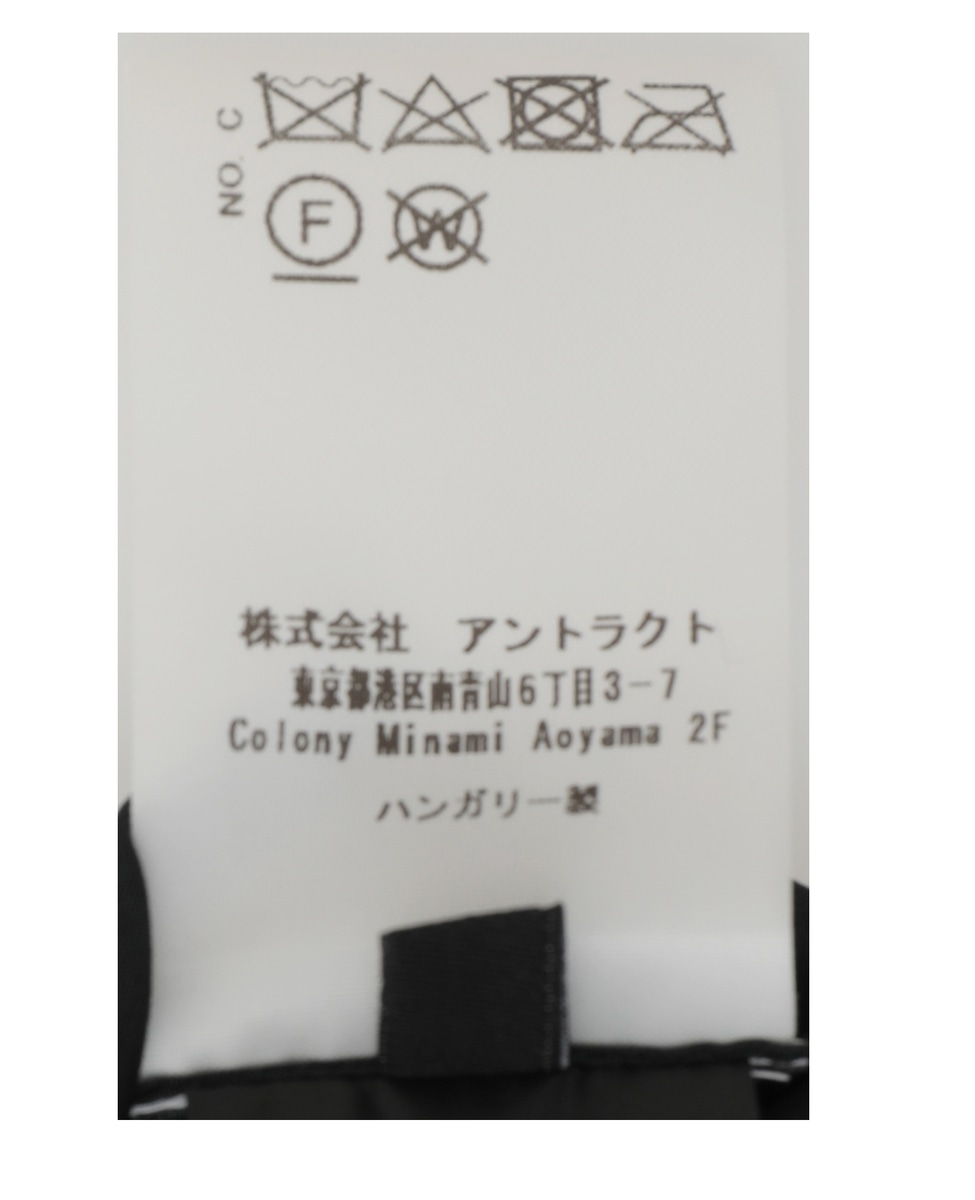 NO. C
F
W
株式会社 アントラクト
東京都港区南青山6丁目3-7
Colony Minami Aoyama 2F
ハンガリー製